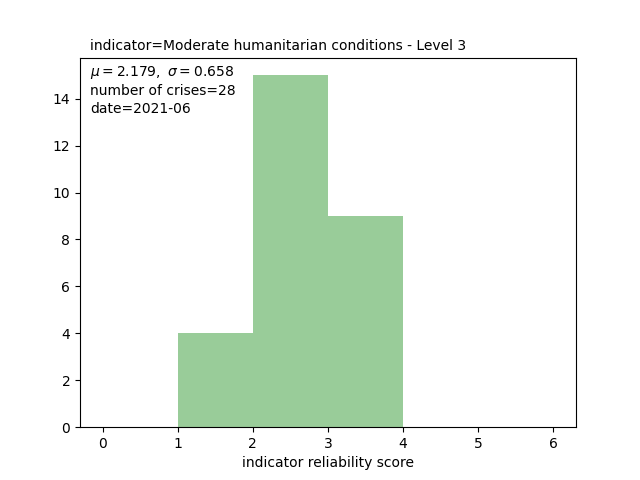 indicator=Moderate humanitarian conditions - Level 3
μ = 2.179, σ = 0.658
number of crises=28
date=2021-06
14
12
10
8
6
4
2
0
0 1 2 3 4 5 6
indicator reliability score